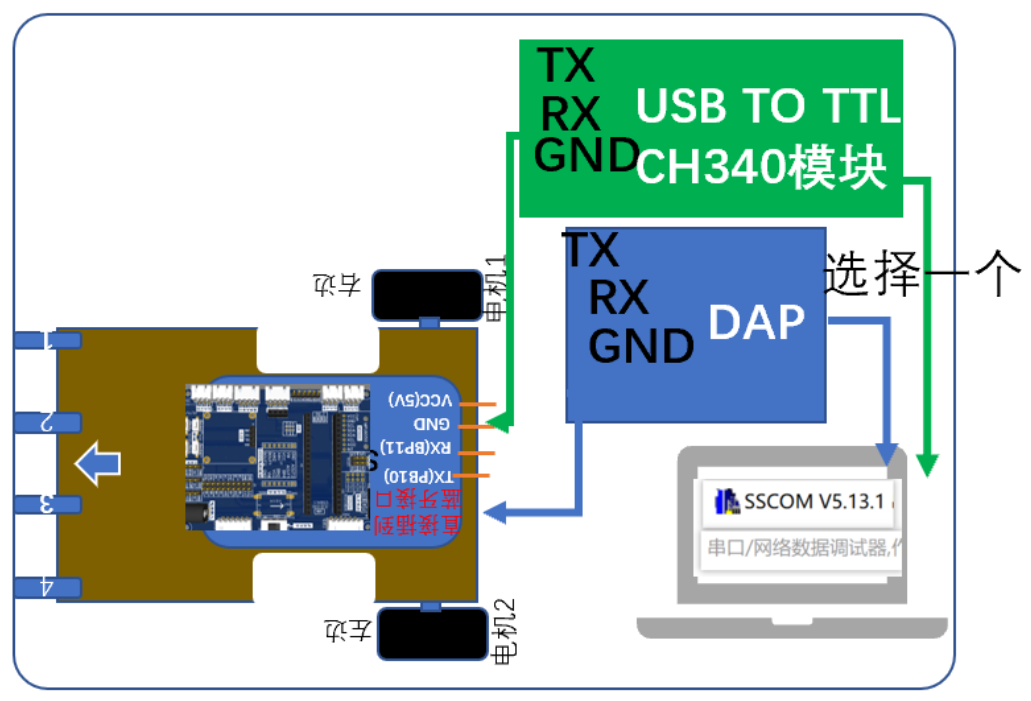 TX
RX
GND
USB TO TTL
CH340模块
TX
RX
GND
DAP
选择一个
右边
电机1
1
2
3
4
VCC(5V)
GND
RX(BP11)
TX(PB10)
直接插到
蓝牙接口
左边
电机2
SSCOM V5.13.1
串口/网络数据调试器,作